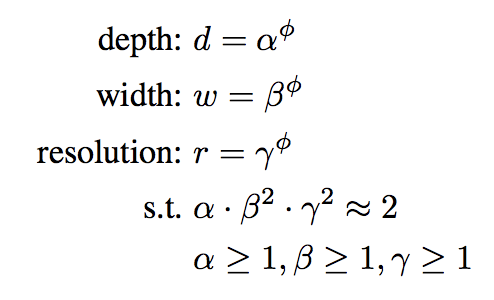 depth: d = α^ϕ
width: w = β^ϕ
resolution: r = γ^ϕ
s.t. α · β² · γ² ≈ 2
α ≥ 1, β ≥ 1, γ ≥ 1